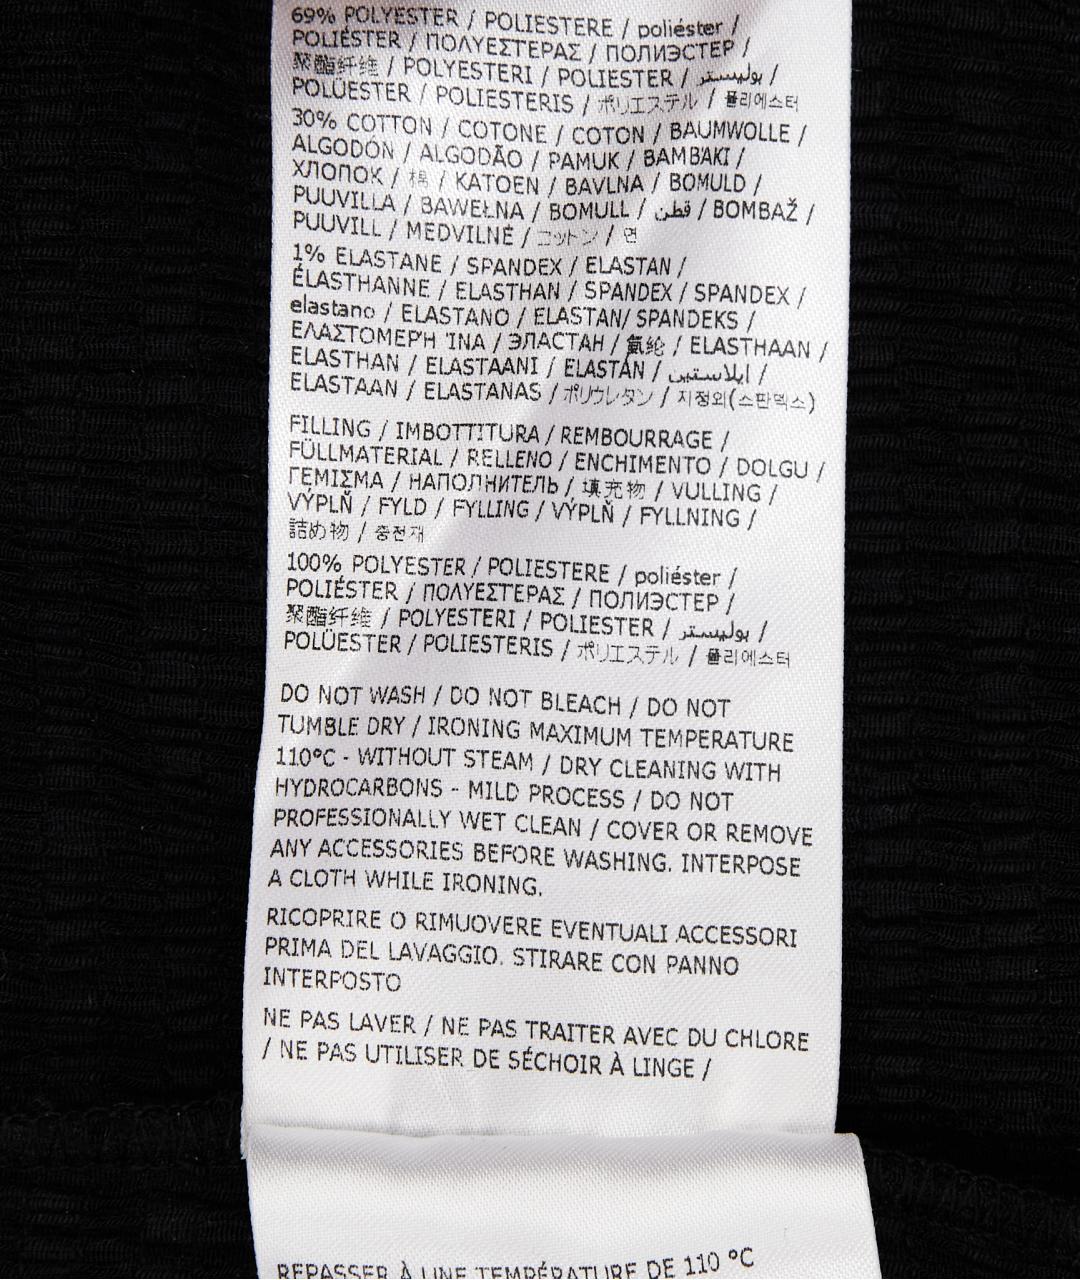 69% POLYESTER / POLIESTERE / poliéster /
POLIÉSTER / ΠΟΛΥΕΣΤΕΡΑΣ / ПОЛИЭСТЕР /
聚酯纤维 / POLYESTERI / POLIESTER / بوليستر /
POLÜESTER / POLIESTERIS / ポリエステル / 폴리에스터
30% COTTON / COTONE / COTON / BAUMWOLLE /
ALGODÓN / ALGODÃO / PAMUK / BAMBAKI /
ХЛОПОК / 棉 / KATOEN / BAVLNA / BOMULD /
PUUVILLA / BAWEŁNA / BOMULL / قطن / BOMBAŽ /
PUUVILL / MEDVILNĖ / コットン / 면
1% ELASTANE / SPANDEX / ELASTAN /
ÉLASTHANNE / ELASTHAN / SPANDEX / SPANDEX /
elastano / ELASTANO / ELASTAN/ SPANDEKS /
ΕΛΑΣΤΟΜΕΡΉ ΊΝΑ / ЭЛАСТАН / 氨纶 / ELASTHAAN /
ELASTHAN / ELASTAANI / ELASTÁN / ايلاستين /
ELASTAAN / ELASTANAS / ポリウレタン / 지정외(스판덱스)
FILLING / IMBOTTITURA / REMBOURRAGE /
FÜLLMATERIAL / RELLENO / ENCHIMENTO / DOLGU /
ΓΕΜΙΣΜΑ / НАПОЛНИТЕЛЬ / 填充物 / VULLING /
VÝPLŇ / FYLD / FYLLING / VÝPLŇ / FYLLNING /
詰め物 / 충전재
100% POLYESTER / POLIESTERE / poliéster /
POLIÉSTER / ΠΟΛΥΕΣΤΕΡΑΣ / ПОЛИЭСТЕР /
聚酯纤维 / POLYESTERI / POLIESTER / بوليستر /
POLÜESTER / POLIESTERIS / ポリエステル / 폴리에스터
DO NOT WASH / DO NOT BLEACH / DO NOT
TUMBLE DRY / IRONING MAXIMUM TEMPERATURE
110°C - WITHOUT STEAM / DRY CLEANING WITH
HYDROCARBONS - MILD PROCESS / DO NOT
PROFESSIONALLY WET CLEAN / COVER OR REMOVE
ANY ACCESSORIES BEFORE WASHING. INTERPOSE
A CLOTH WHILE IRONING.
RICOPRIRE O RIMUOVERE EVENTUALI ACCESSORI
PRIMA DEL LAVAGGIO. STIRARE CON PANNO
INTERPOSTO
NE PAS LAVER / NE PAS TRAITER AVEC DU CHLORE
/ NE PAS UTILISER DE SÉCHOIR À LINGE /
REPASSER À UNE TEMPÉRATURE DE 110 °C